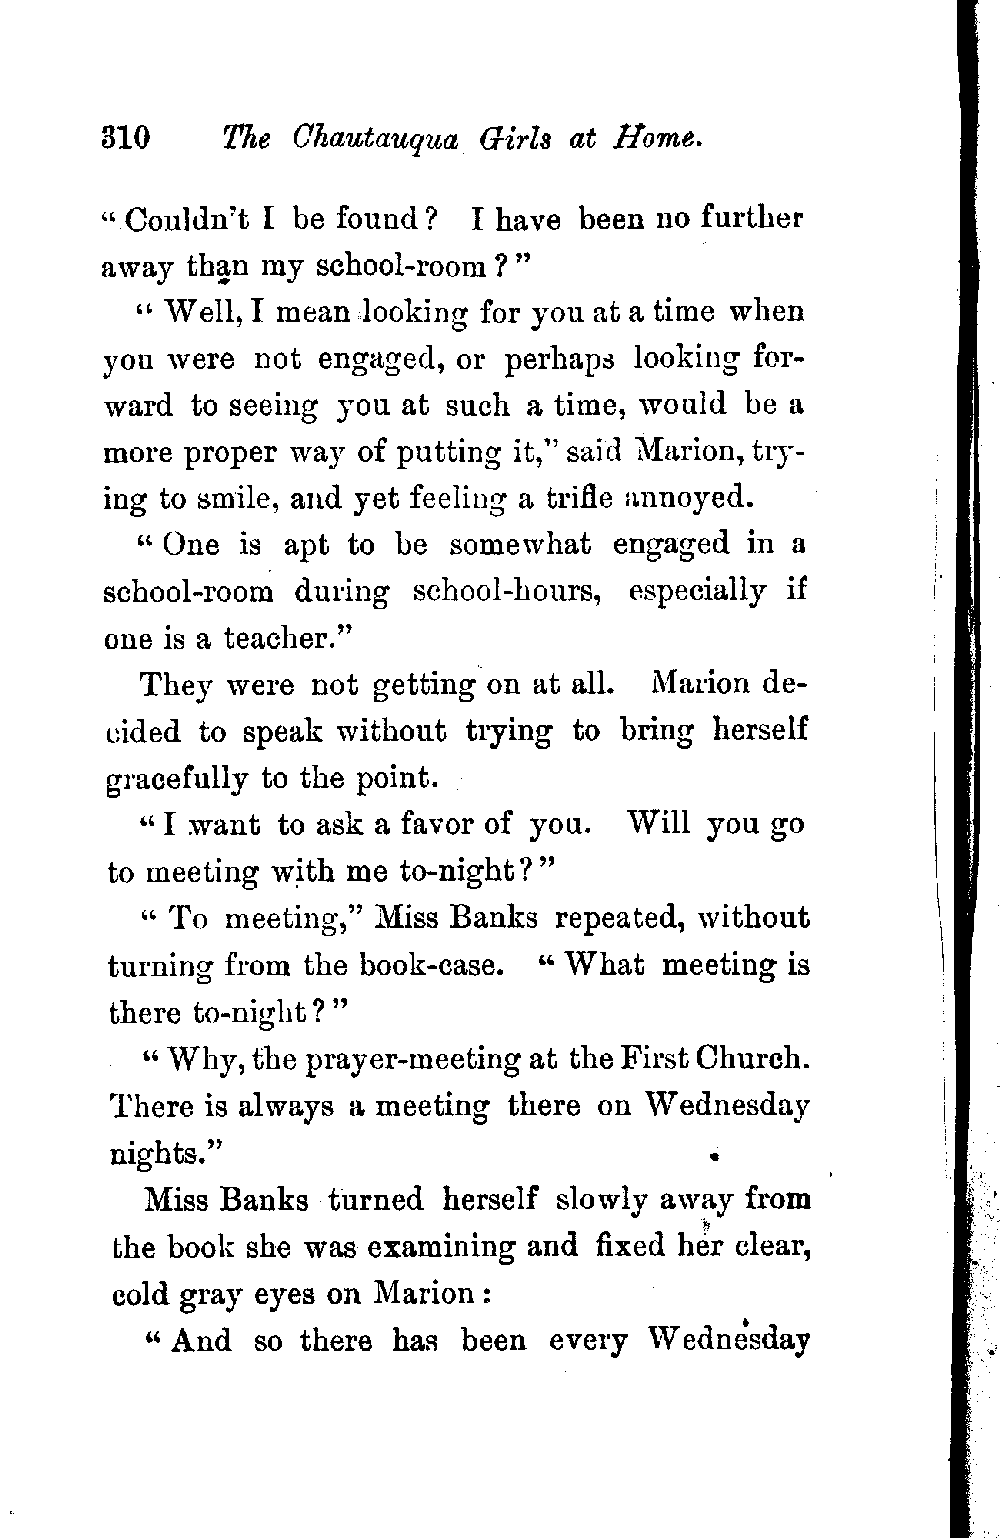 310 The Chautauqua Girls at Home.
“Couldn't I be found? I have been no further
away than my school-room?”
“Well, I mean looking for you at a time when
you were not engaged, or perhaps looking for-
ward to seeing you at such a time, would be a
more proper way of putting it,” said Marion, try-
ing to smile, and yet feeling a trifle annoyed.
“One is apt to be somewhat engaged in a
school-room during school-hours, especially if
one is a teacher.”
They were not getting on at all. Marion de-
cided to speak without trying to bring herself
gracefully to the point.
“I want to ask a favor of you. Will you go
to meeting with me to-night?”
“To meeting,” Miss Banks repeated, without
turning from the book-case. “What meeting is
there to-night?”
“Why, the prayer-meeting at the First Church.
There is always a meeting there on Wednesday
nights.”
Miss Banks turned herself slowly away from
the book she was examining and fixed her clear,
cold gray eyes on Marion:
“And so there has been every Wednesday